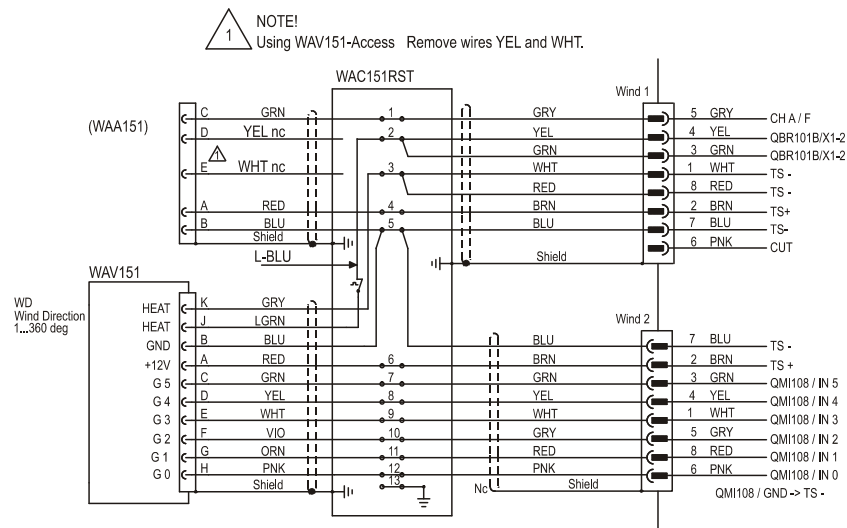 NOTE!
1 Using WAV151-Access Remove wires YEL and WHT.
WAC151RST
Wind 1
(WAA151)
C GRN 1 GRY 5 GRY CH A / F
D YEL nc 2 YEL 4 YEL QBR101B/X1-2
GRN 3 GRN QBR101B/X1-2
1
E WHT nc 3 WHT 1 WHT TS -
RED 8 RED TS -
A RED 4 BRN 2 BRN TS+
B BLU 5 BLU 7 BLU TS-
Shield 6 PNK CUT
L-BLU Shield
WAV151
WD
Wind Direction
1...360 deg
HEAT K GRY
HEAT J LGRN
Wind 2
GND B BLU BLU 7 BLU TS -
+12V A RED 6 BRN 2 BRN TS +
G 5 C GRN 7 GRN 3 GRN QMI108 / IN 5
G 4 D YEL 8 YEL 4 YEL QMI108 / IN 4
G 3 E WHT 9 WHT 1 WHT QMI108 / IN 3
G 2 F VIO 10 GRY 5 GRY QMI108 / IN 2
G 1 G ORN 11 RED 8 RED QMI108 / IN 1
G 0 H PNK 12 PNK 6 PNK QMI108 / IN 0
Shield 13 Nc Shield QMI108 / GND -> TS -